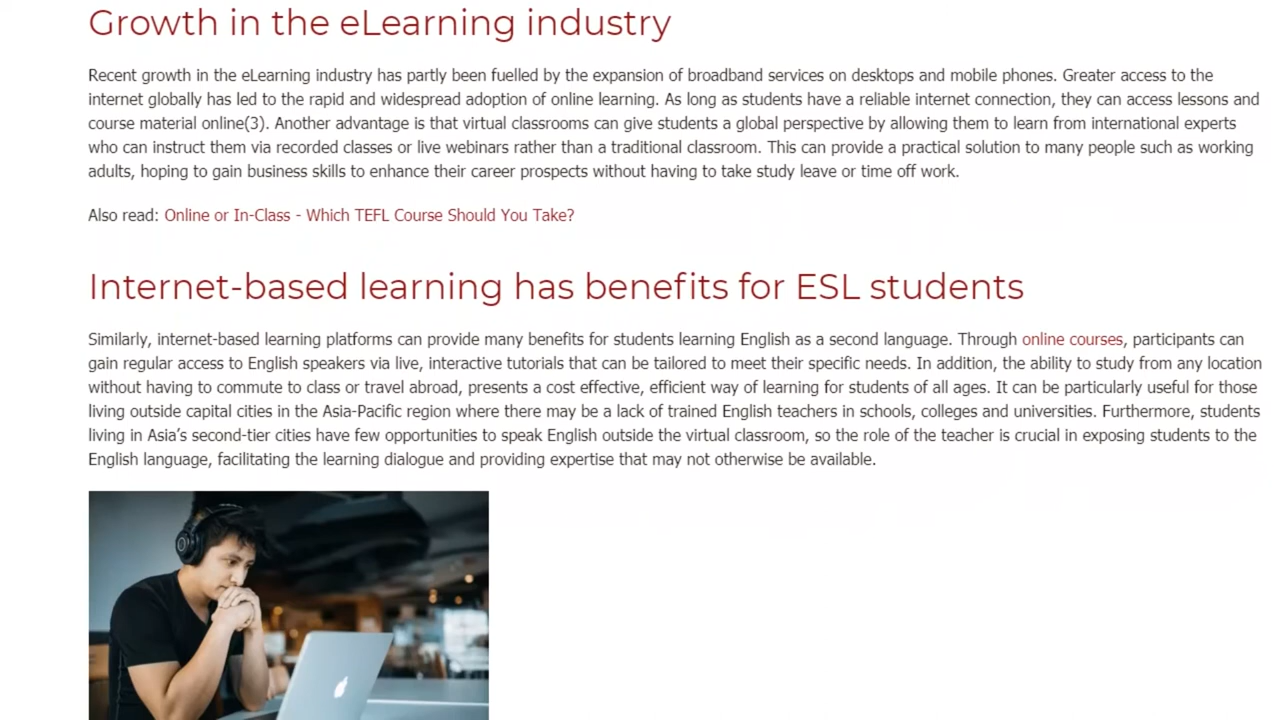 Growth in the eLearning industry
Recent growth in the eLearning industry has partly been fuelled by the expansion of broadband services on desktops and mobile phones. Greater access to the
internet globally has led to the rapid and widespread adoption of online learning. As long as students have a reliable internet connection, they can access lessons and
course material online(3). Another advantage is that virtual classrooms can give students a global perspective by allowing them to learn from international experts
who can instruct them via recorded classes or live webinars rather than a traditional classroom. This can provide a practical solution to many people such as working
adults, hoping to gain business skills to enhance their career prospects without having to take study leave or time off work.
Also read: Online or In-Class - Which TEFL Course Should You Take?
Internet-based learning has benefits for ESL students
Similarly, internet-based learning platforms can provide many benefits for students learning English as a second language. Through online courses, participants can
gain regular access to English speakers via live, interactive tutorials that can be tailored to meet their specific needs. In addition, the ability to study from any location
without having to commute to class or travel abroad, presents a cost effective, efficient way of learning for students of all ages. It can be particularly useful for those
living outside capital cities in the Asia-Pacific region where there may be a lack of trained English teachers in schools, colleges and universities. Furthermore, students
living in Asia’s second-tier cities have few opportunities to speak English outside the virtual classroom, so the role of the teacher is crucial in exposing students to the
English language, facilitating the learning dialogue and providing expertise that may not otherwise be available.